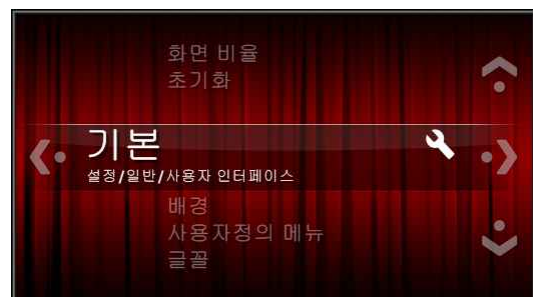 화면 비율
초기화
기본
설정/일반/사용자 인터페이스
배경
사용자정의 메뉴
글꼴